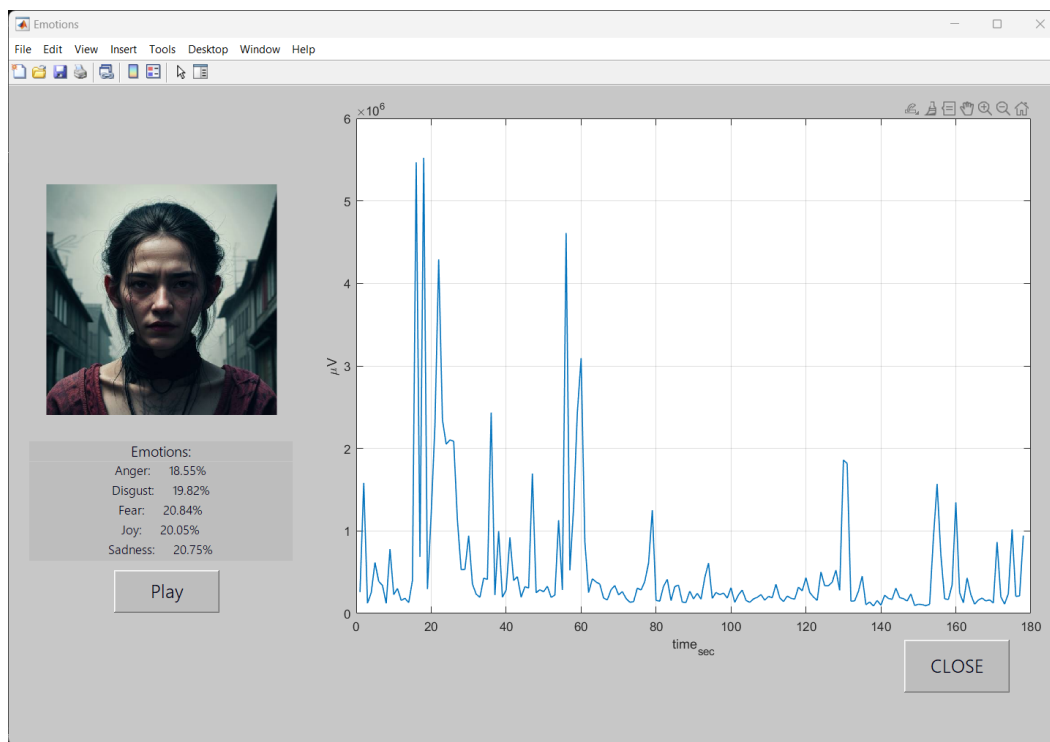 Emotions
File Edit View Insert Tools Desktop Window Help
×10⁶
6
5
4
3
2
1
0
μV
0 20 40 60 80 100 120 140 160 180
time_sec
Emotions:
Anger: 18.55%
Disgust: 19.82%
Fear: 20.84%
Joy: 20.05%
Sadness: 20.75%
Play
CLOSE